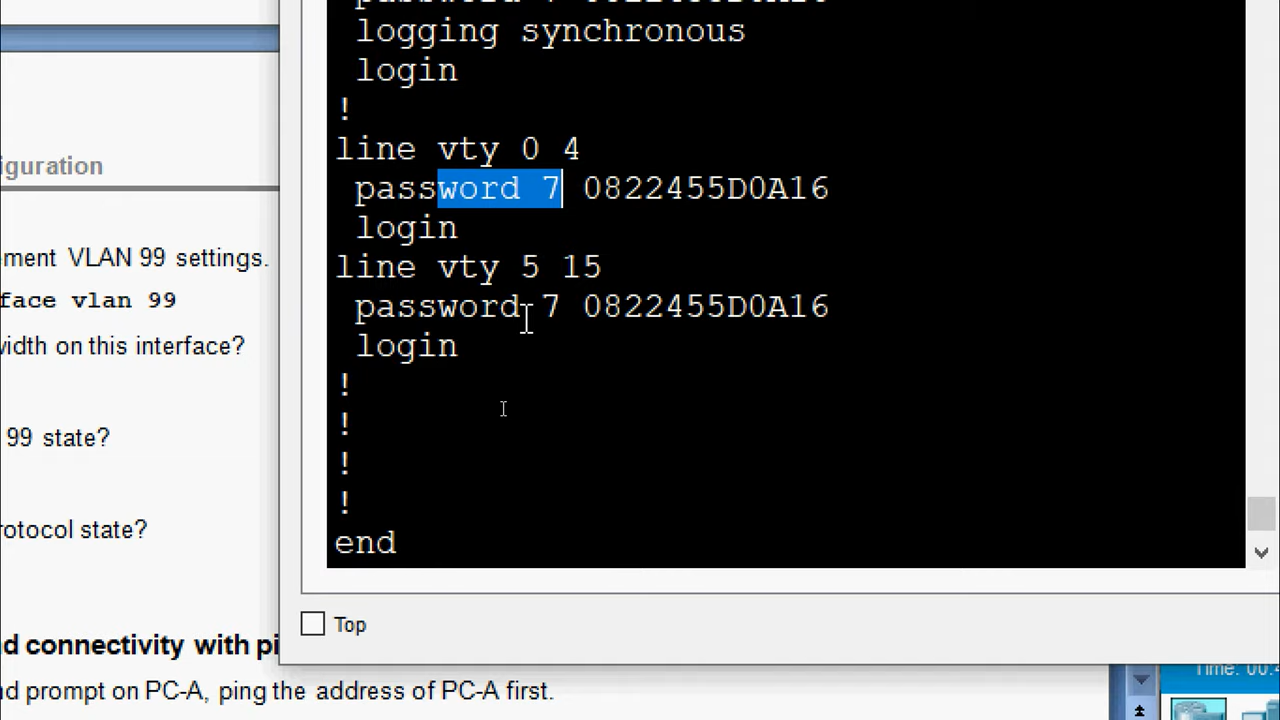 logging synchronous
login
!
line vty 0 4
password 7 0822455D0A16
login
line vty 5 15
password 7 0822455D0A16
login
!
!
!
!
end
Top
iguration
ment VLAN 99 settings.
face vlan 99
width on this interface?
99 state?
rotocol state?
nd connectivity with pi
nd prompt on PC-A, ping the address of PC-A first.